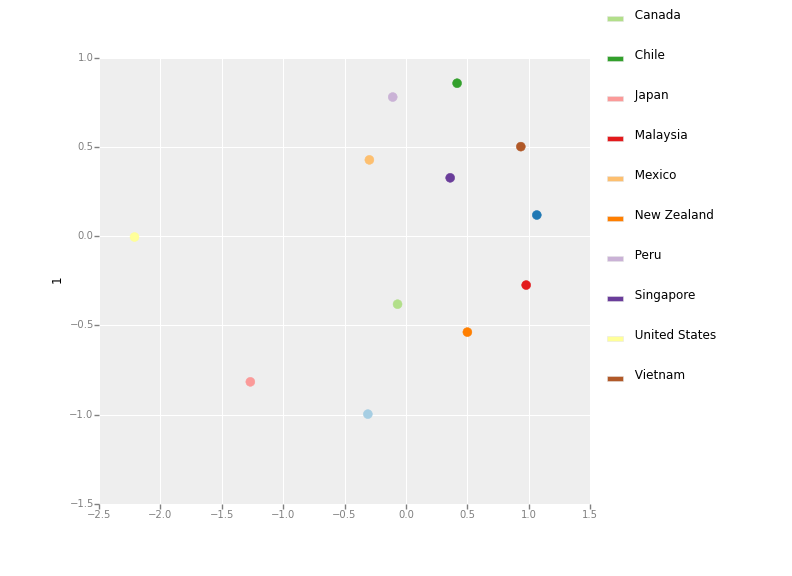 Canada
Chile
Japan
Malaysia
Mexico
New Zealand
Peru
Singapore
United States
Vietnam
1.0
0.5
0.0
−0.5
−1.0
−1.5
1
−2.5 −2.0 −1.5 −1.0 −0.5 0.0 0.5 1.0 1.5